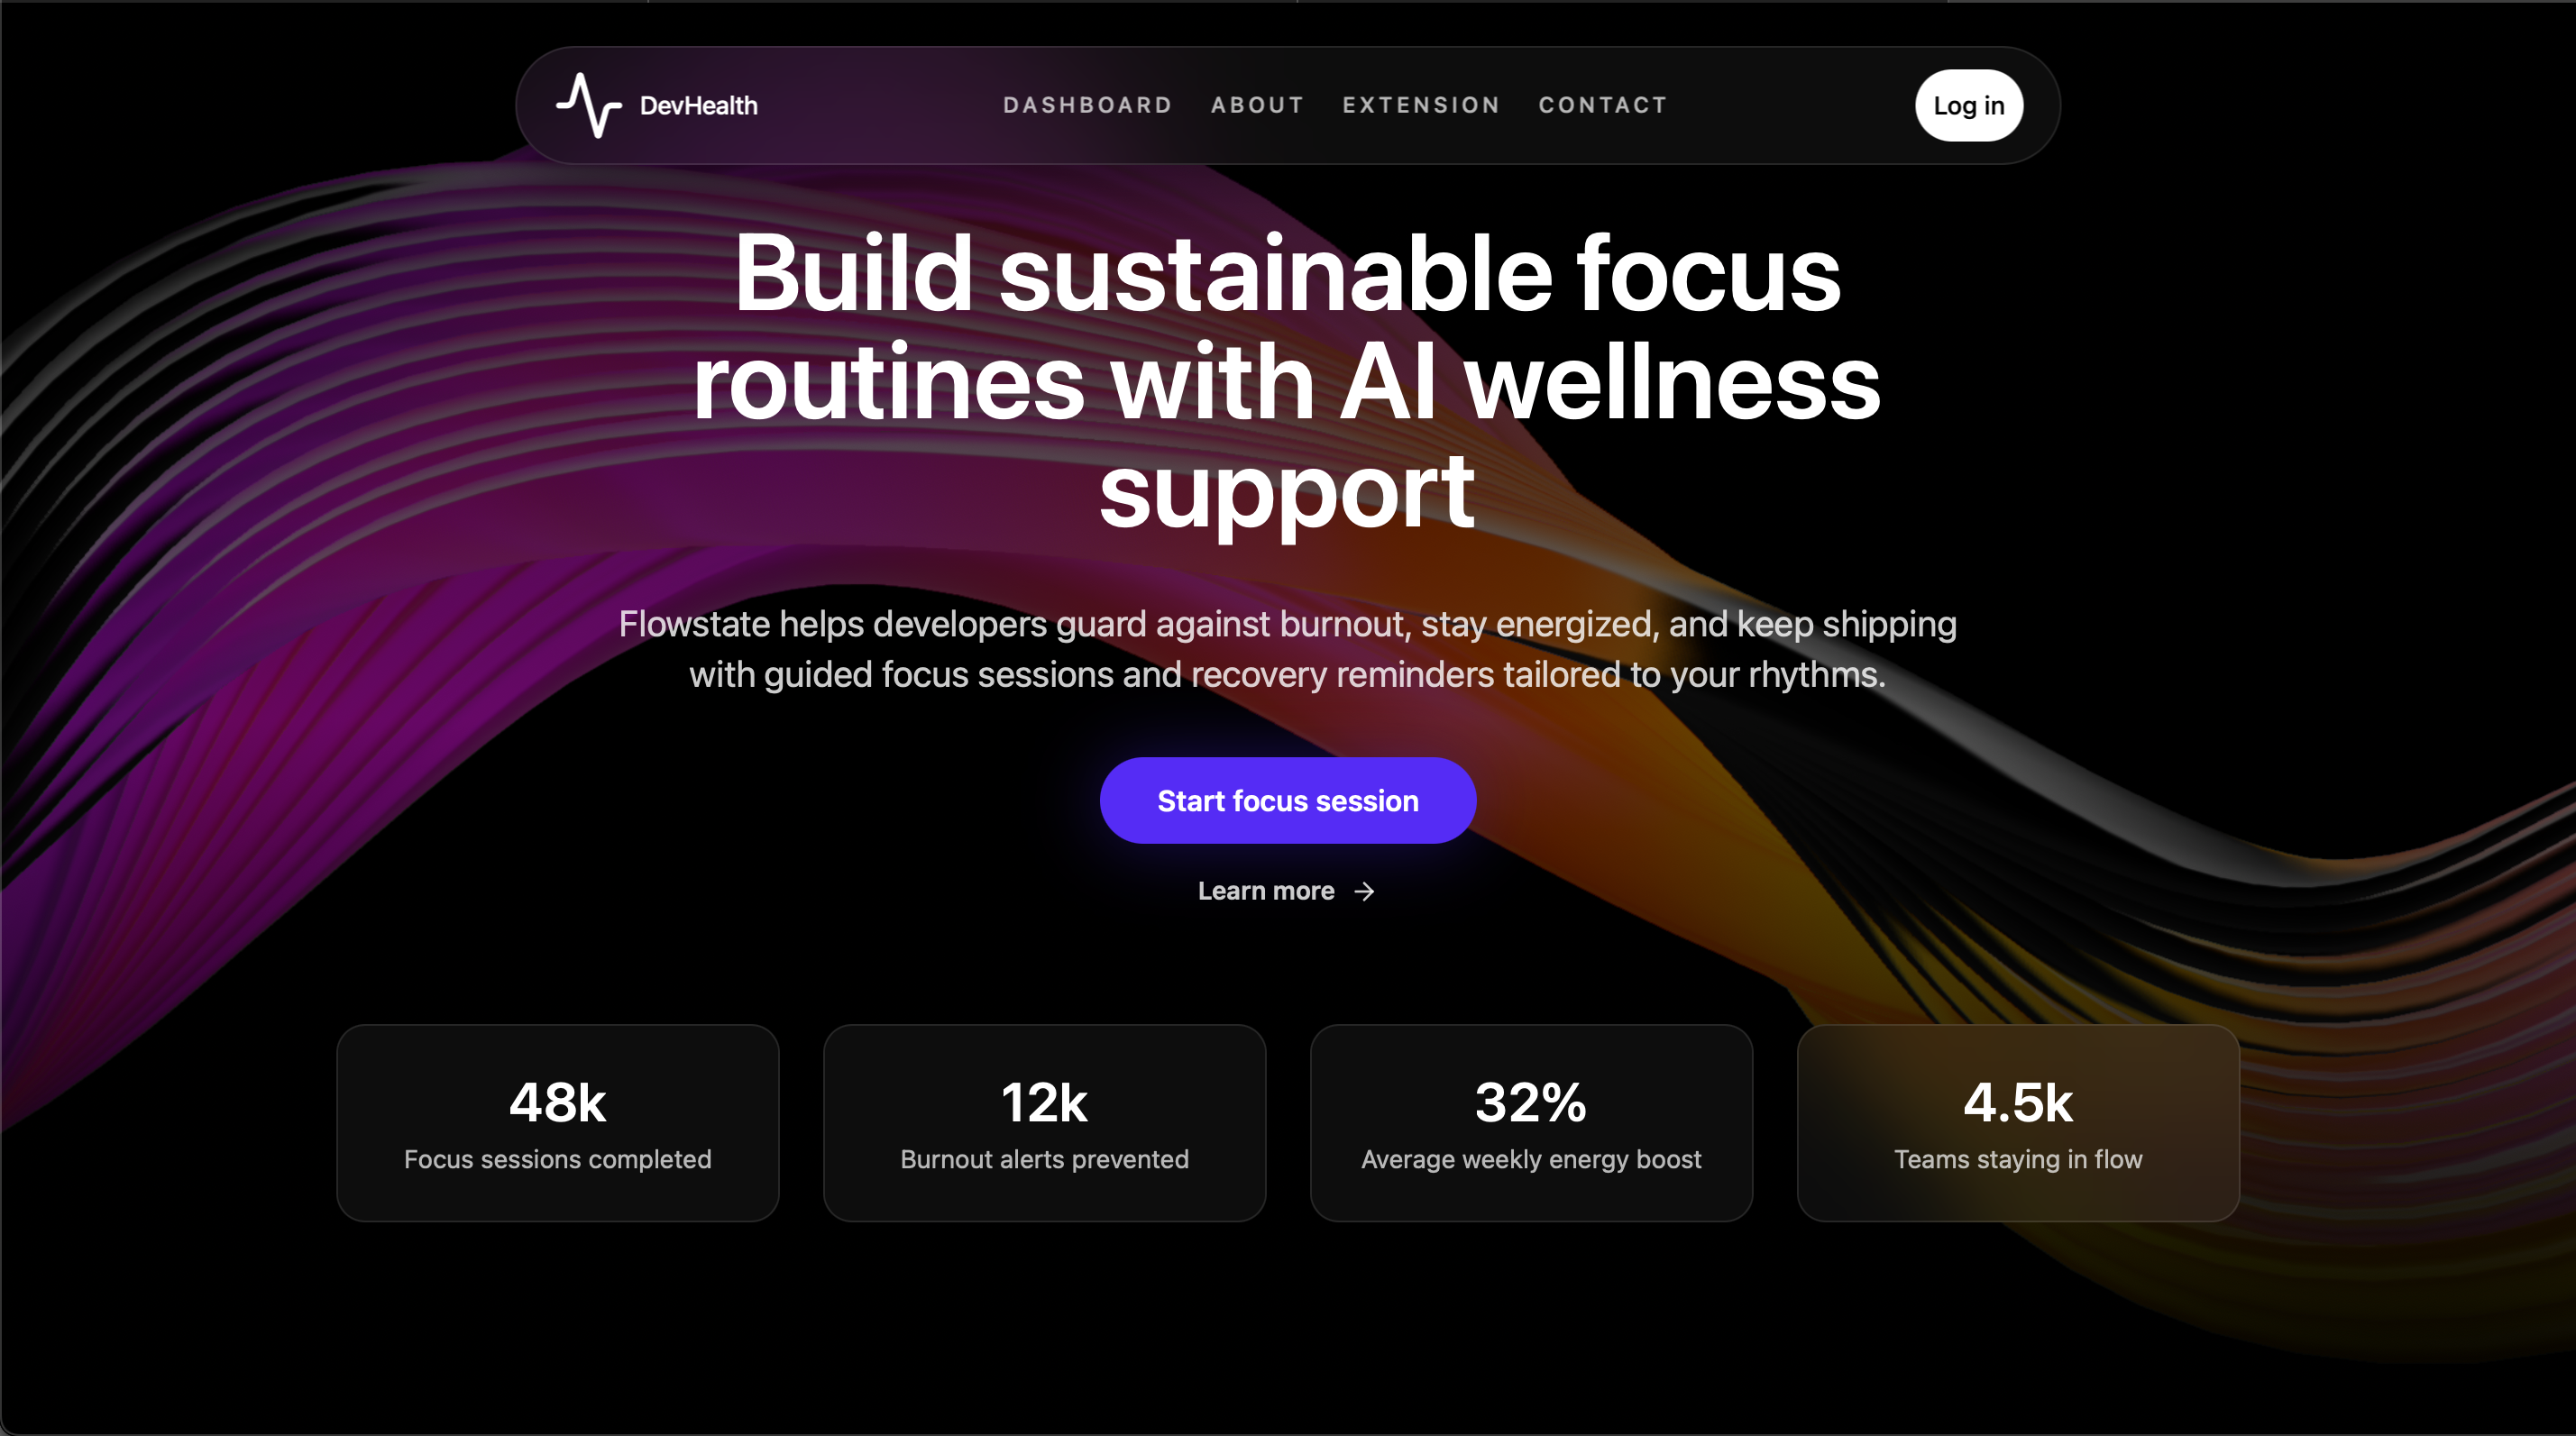 DevHealth
DASHBOARD
ABOUT
EXTENSION
CONTACT
Log in
Build sustainable focus
routines with AI wellness
support
Flowstate helps developers guard against burnout, stay energized, and keep shipping
with guided focus sessions and recovery reminders tailored to your rhythms.
Start focus session
Learn more →
48k
Focus sessions completed
12k
Burnout alerts prevented
32%
Average weekly energy boost
4.5k
Teams staying in flow